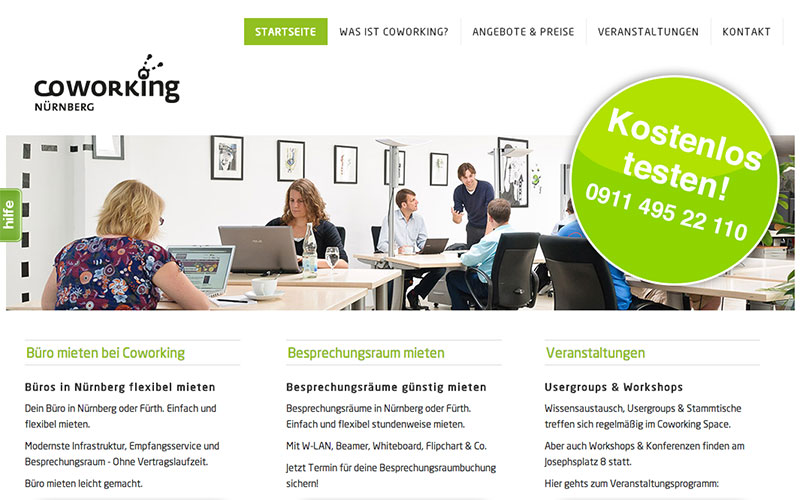 STARTSEITE
WAS IST COWORKING?
ANGEBOTE & PREISE
VERANSTALTUNGEN
KONTAKT
COWORKING
NÜRNBERG
Kostenlos
testen!
0911 495 22 110
hilfe
Büro mieten bei Coworking
Büros in Nürnberg flexibel mieten
Dein Büro in Nürnberg oder Fürth. Einfach und
flexibel mieten.
Modernste Infrastruktur, Empfangsservice und
Besprechungsraum - Ohne Vertragslaufzeit.
Büro mieten leicht gemacht.
Besprechungsraum mieten
Besprechungsräume günstig mieten
Besprechungsräume in Nürnberg oder Fürth.
Einfach und flexibel stundenweise mieten.
Mit W-LAN, Beamer, Whiteboard, Flipchart & Co.
Jetzt Termin für deine Besprechungsraumbuchung
sichern!
Veranstaltungen
Usergroups & Workshops
Wissensaustausch, Usergroups & Stammtische
treffen sich regelmäßig im Coworking Space.
Aber auch Workshops & Konferenzen finden am
Josephsplatz 8 statt.
Hier gehts zum Veranstaltungsprogramm: